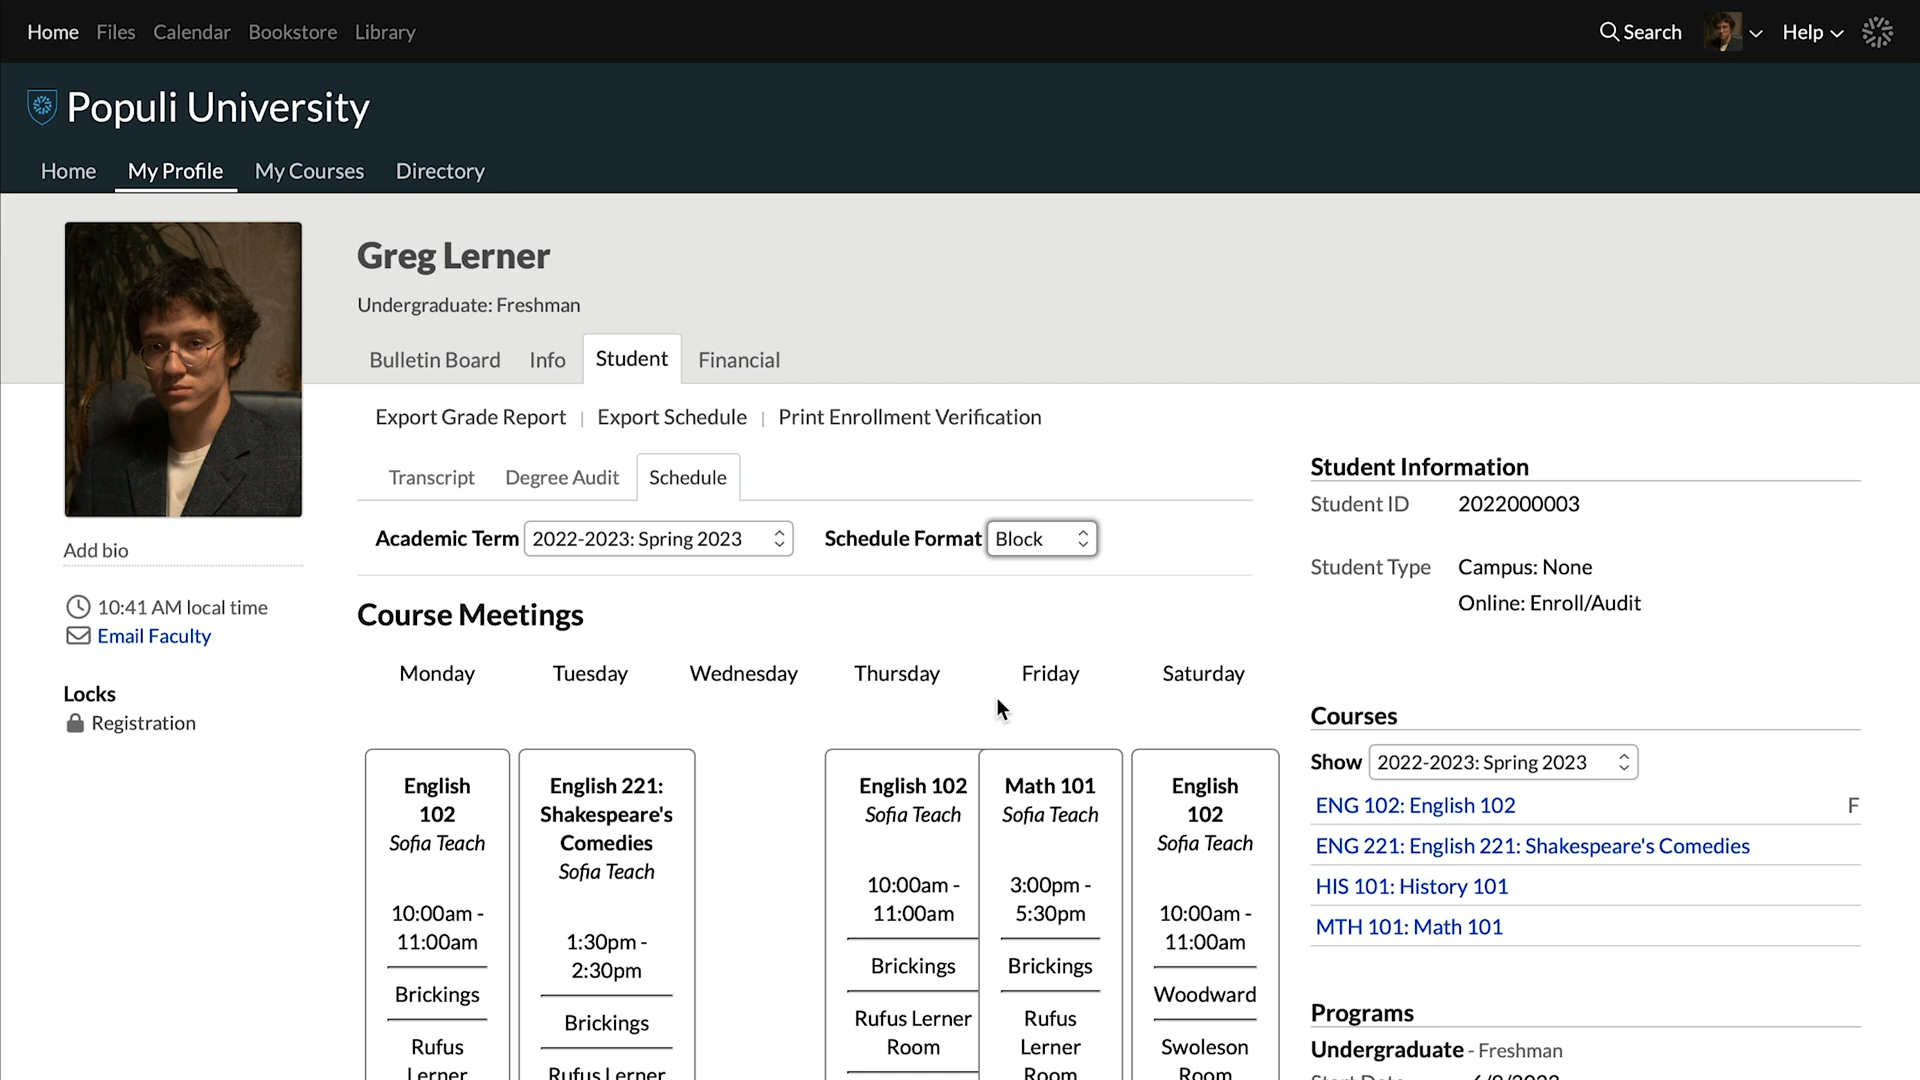 Home Files Calendar Bookstore Library Search Help
Populi University
Home My Profile My Courses Directory
Greg Lerner
Undergraduate: Freshman
Bulletin Board Info Student Financial
Export Grade Report | Export Schedule | Print Enrollment Verification
Transcript Degree Audit Schedule
Academic Term 2022-2023: Spring 2023 Schedule Format Block
Add bio
10:41 AM local time
Email Faculty
Locks
Registration
Course Meetings
Monday Tuesday Wednesday Thursday Friday Saturday
English
102
Sofia Teach
10:00am -
11:00am
Brickings
Rufus
Lerner
English 221:
Shakespeare's
Comedies
Sofia Teach
1:30pm -
2:30pm
Brickings
Rufus Lerner
English 102
Sofia Teach
10:00am -
11:00am
Brickings
Rufus Lerner
Room
Math 101
Sofia Teach
3:00pm -
5:30pm
Brickings
Rufus
Lerner
Room
English
102
Sofia Teach
10:00am -
11:00am
Woodward
Swoleson
Room
Student Information
Student ID 2022000003
Student Type Campus: None
Online: Enroll/Audit
Courses
Show 2022-2023: Spring 2023
ENG 102: English 102 F
ENG 221: English 221: Shakespeare's Comedies
HIS 101: History 101
MTH 101: Math 101
Programs
Undergraduate - Freshman